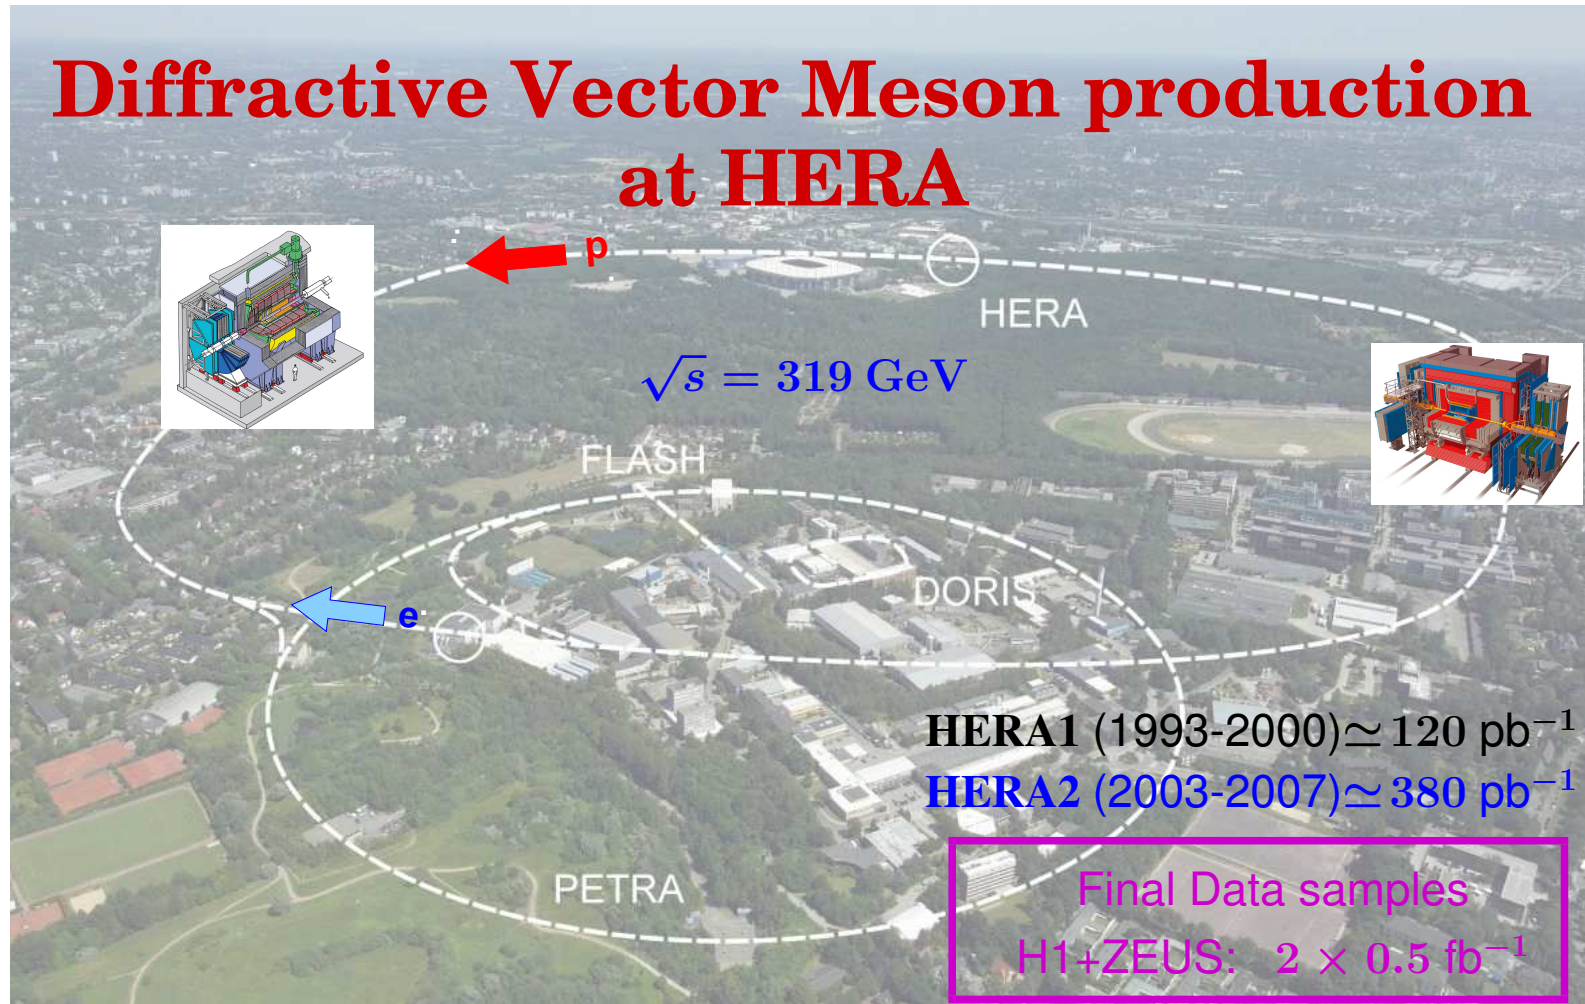 Diffractive Vector Meson production
at HERA
p
HERA
√s = 319 GeV
FLASH
DORIS
e
HERA1 (1993-2000)≃120 pb⁻¹
HERA2 (2003-2007)≃380 pb⁻¹
PETRA
Final Data samples
H1+ZEUS: 2 × 0.5 fb⁻¹